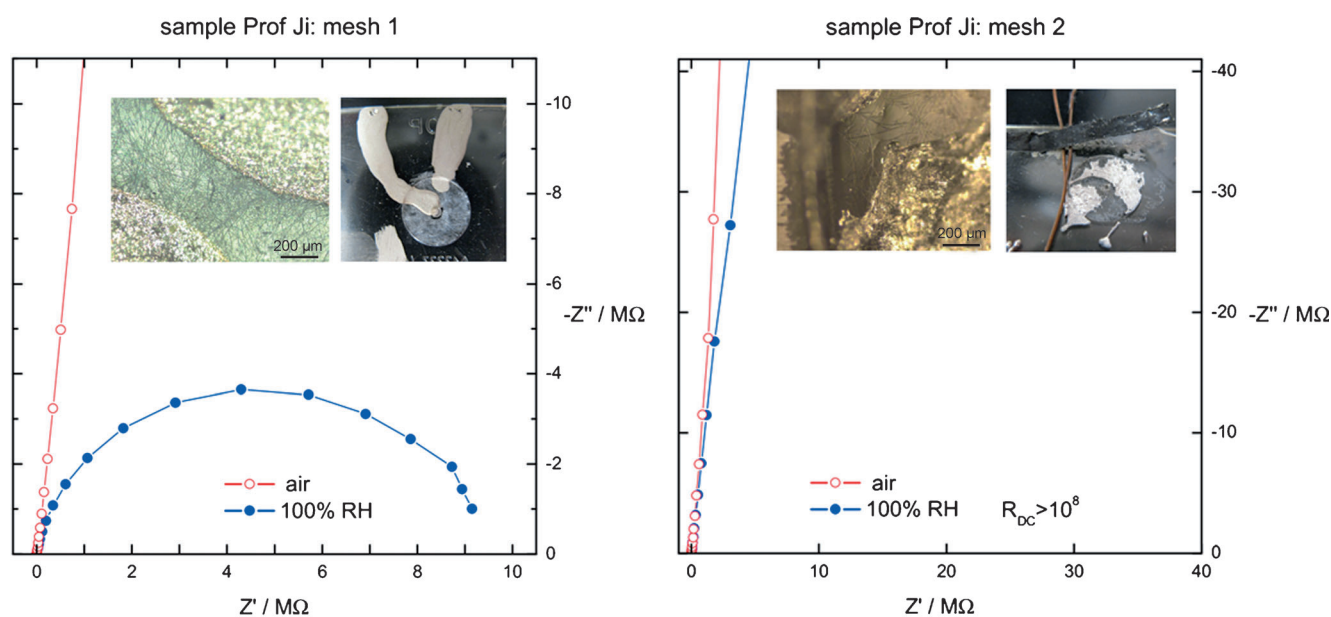 sample Prof Ji: mesh 1
-10
-8
-6
-Z'' / MΩ
-4
-2
0
200 µm
air
100% RH
0 2 4 6 8 10
Z' / MΩ
sample Prof Ji: mesh 2
-40
-30
-20
-Z'' / MΩ
-10
0
200 µm
air
100% RH R_DC>10^8
0 10 20 30 40
Z' / MΩ